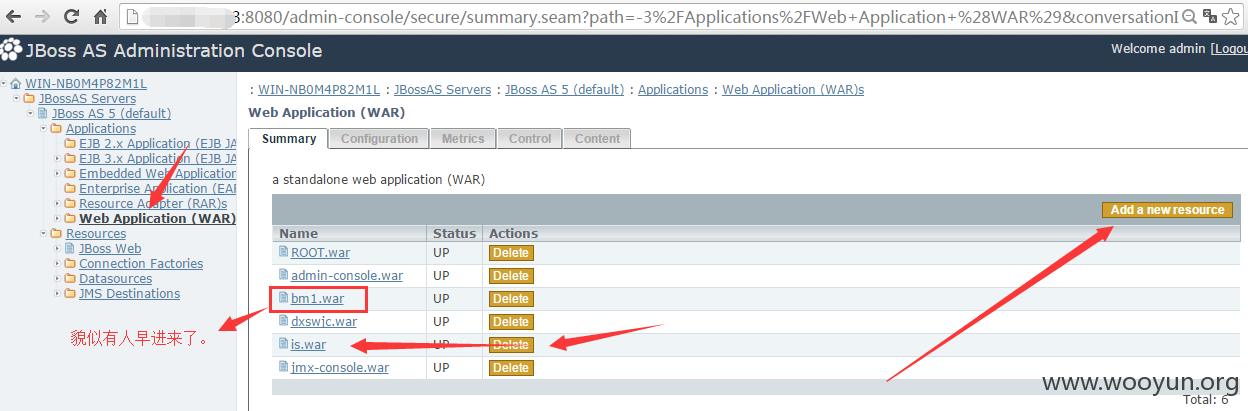 3:8080/admin-console/secure/summary.seam?path=-3%2FApplications%2FWeb+Application+%28WAR%29&conversationI
JBoss AS Administration Console
Welcome admin [Logou
WIN-NB0M4P82M1L
JBossAS Servers
JBoss AS 5 (default)
Applications
EJB 2.x Application (EJB JA
EJB 3.x Application (EJB JA
Embedded Web Application
Enterprise Application (EAR
Resource Adapter (RAR)s
Web Application (WAR)
Resources
JBoss Web
Connection Factories
Datasources
JMS Destinations
貌似有人早进来了。
: WIN-NB0M4P82M1L : JBossAS Servers : JBoss AS 5 (default) : Applications : Web Application (WAR)s
Web Application (WAR)
Summary Configuration Metrics Control Content
a standalone web application (WAR)
Add a new resource
Name Status Actions
ROOT.war UP Delete
admin-console.war UP Delete
bm1.war UP Delete
dxswjc.war UP Delete
is.war UP Delete
jmx-console.war UP Delete
www.wooyun.org
Total: 6